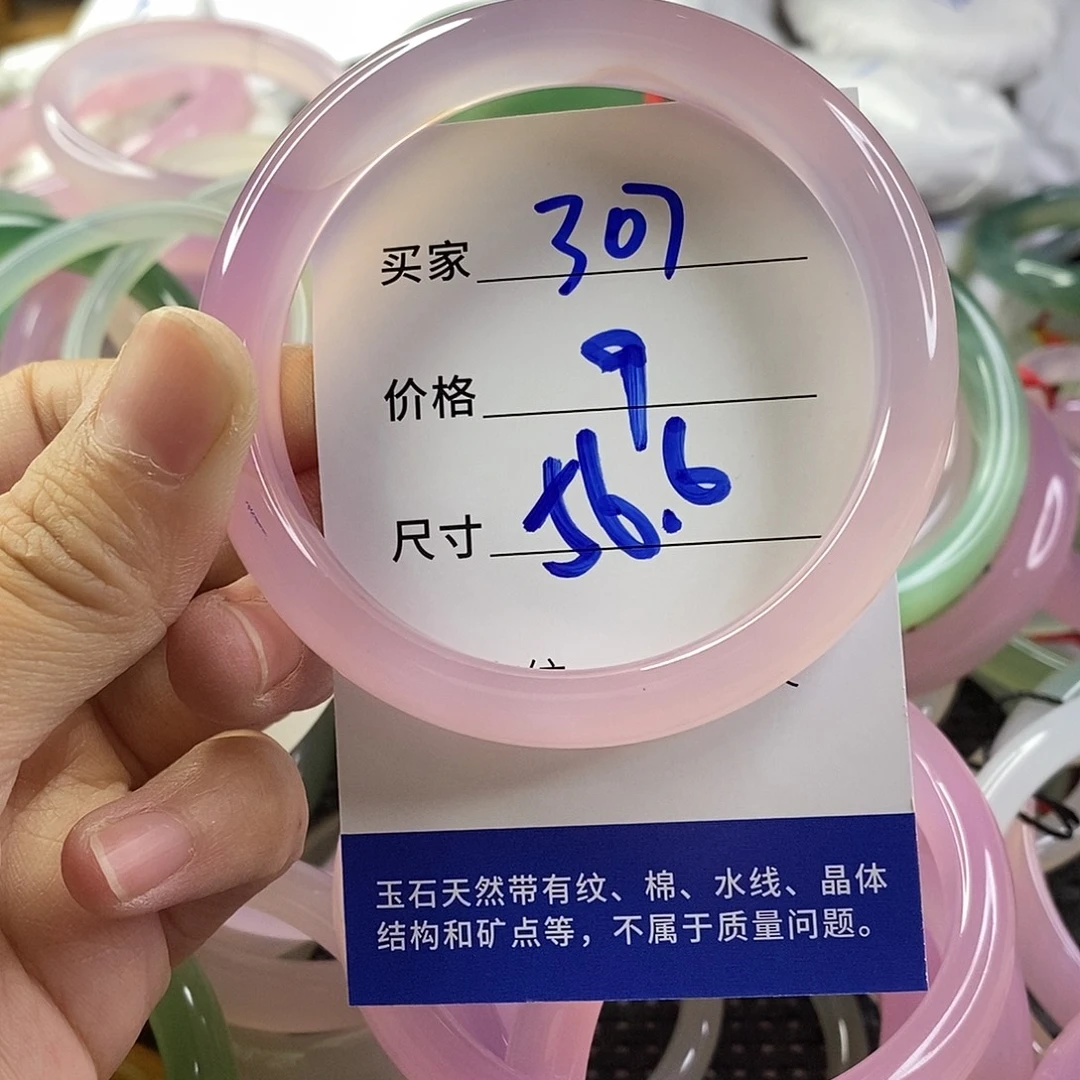 买家 307
价格 9
尺寸 56.6
玉石天然带有纹、棉、水线、晶体
结构和矿点等，不属于质量问题。